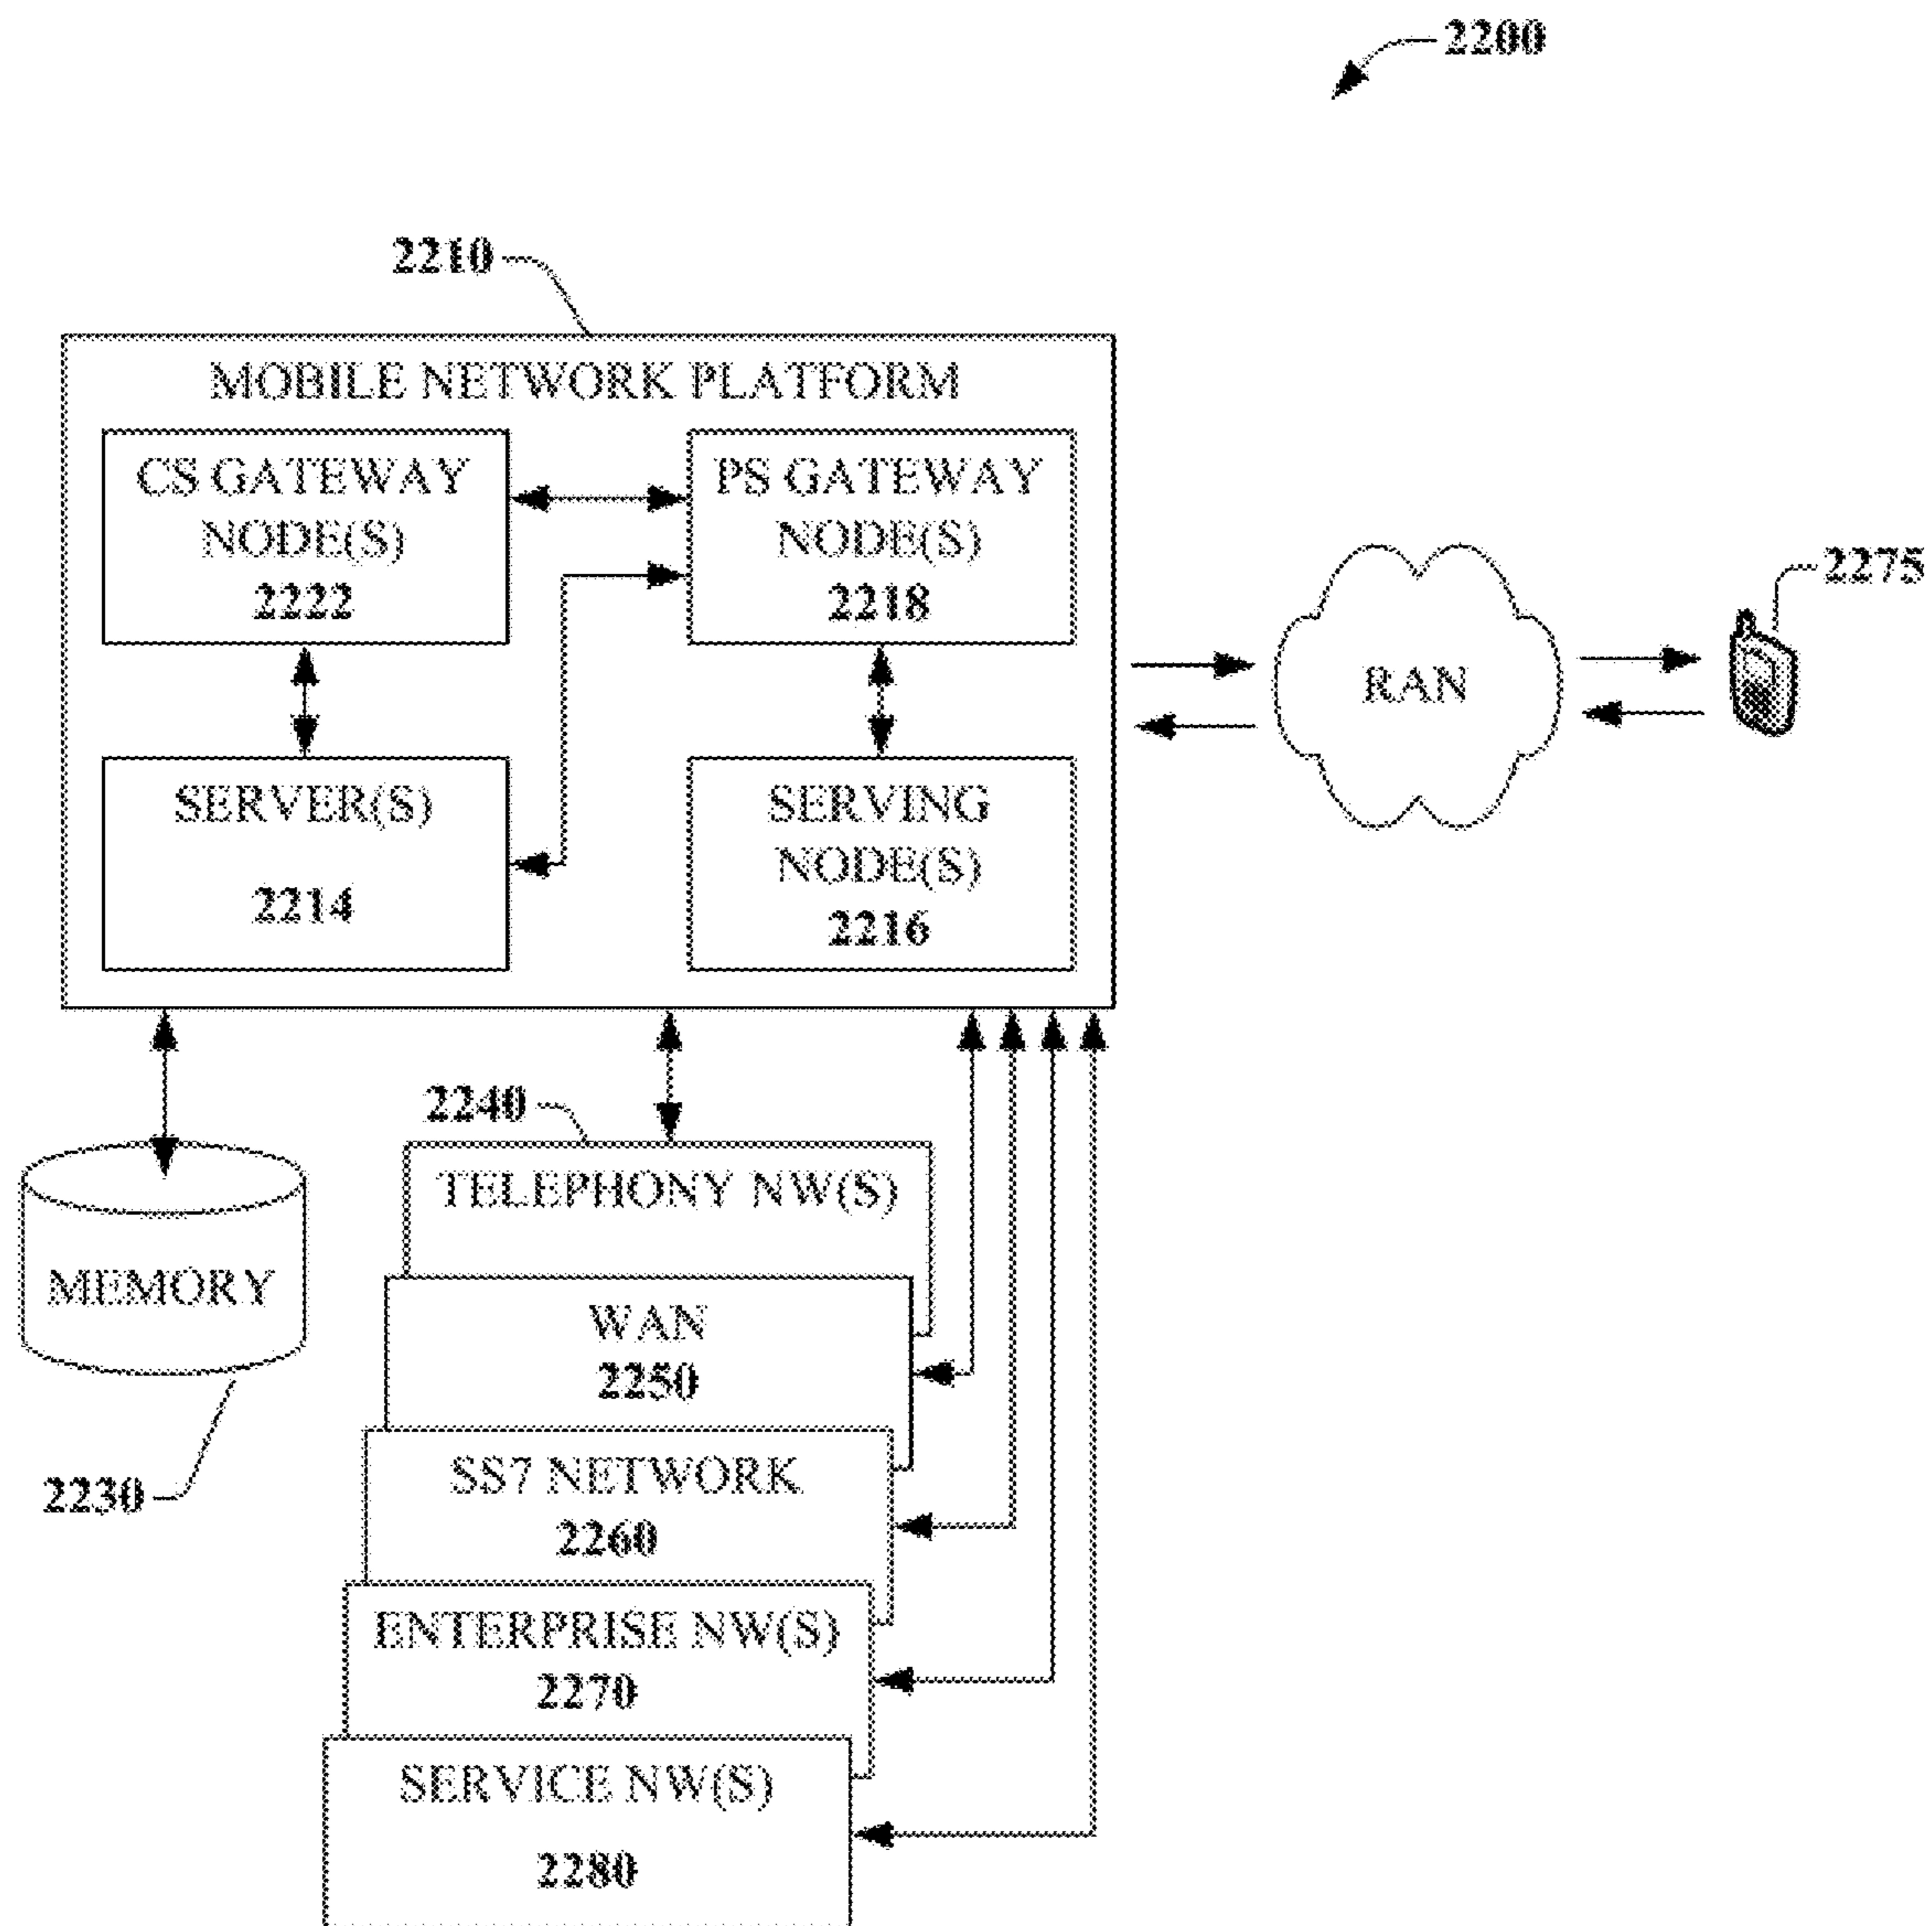 2200
2210
MOBILE NETWORK PLATFORM
CS GATEWAY
NODE(S)
2222
PS GATEWAY
NODE(S)
2218
SERVER(S)
2214
SERVING
NODE(S)
2216
RAN
2275
2240
TELEPHONY NW(S)
MEMORY
2230
WAN
2250
SS7 NETWORK
2260
ENTERPRISE NW(S)
2270
SERVICE NW(S)
2280